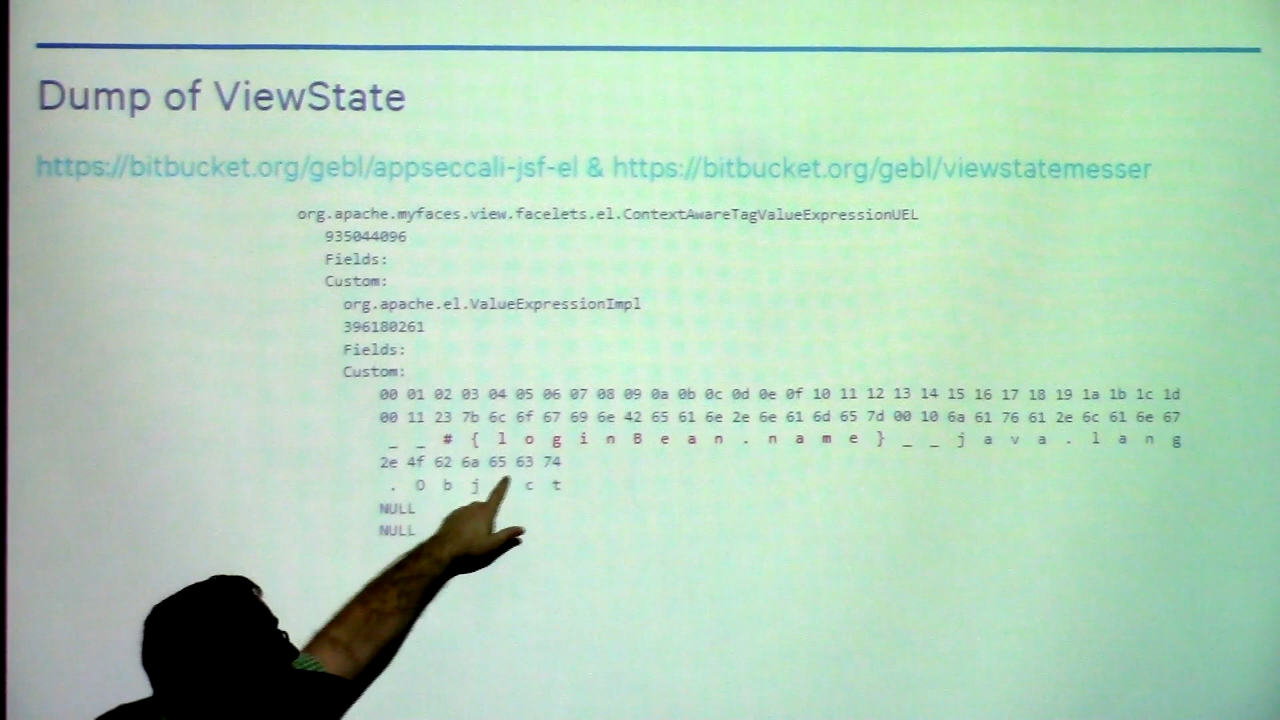 Dump of ViewState
https://bitbucket.org/gebl/appseccali-jsf-el & https://bitbucket.org/gebl/viewstatemesser
org.apache.myfaces.view.facelets.el.ContextAwareTagValueExpressionUEL
935044096
Fields:
Custom:
org.apache.el.ValueExpressionImpl
396180261
Fields:
Custom:
00 01 02 03 04 05 06 07 08 09 0a 0b 0c 0d 0e 0f 10 11 12 13 14 15 16 17 18 19 1a 1b 1c 1d
00 11 23 7b 6c 6f 67 69 6e 42 65 61 6e 2e 6e 61 6d 65 7d 00 10 6a 61 76 61 2e 6c 61 6e 67
_ _ # { l o g i n B e a n . n a m e } _ _ j a v a . l a n g
2e 4f 62 6a 65 63 74
. O b j c t
NULL
NULL